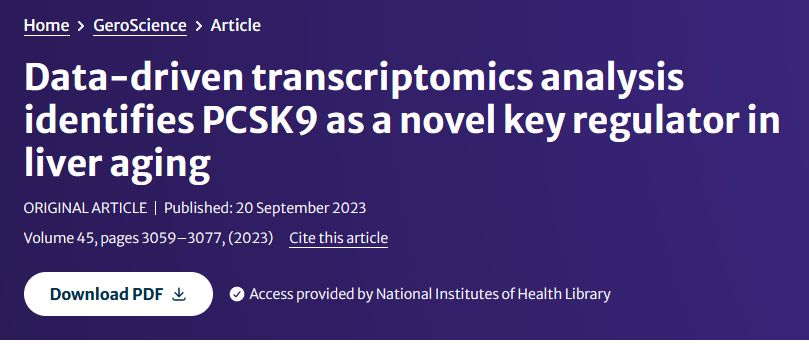 Home > GeroScience > Article
Data-driven transcriptomics analysis
identifies PCSK9 as a novel key regulator in
liver aging
ORIGINAL ARTICLE | Published: 20 September 2023
Volume 45, pages 3059–3077, (2023) Cite this article
Download PDF Access provided by National Institutes of Health Library